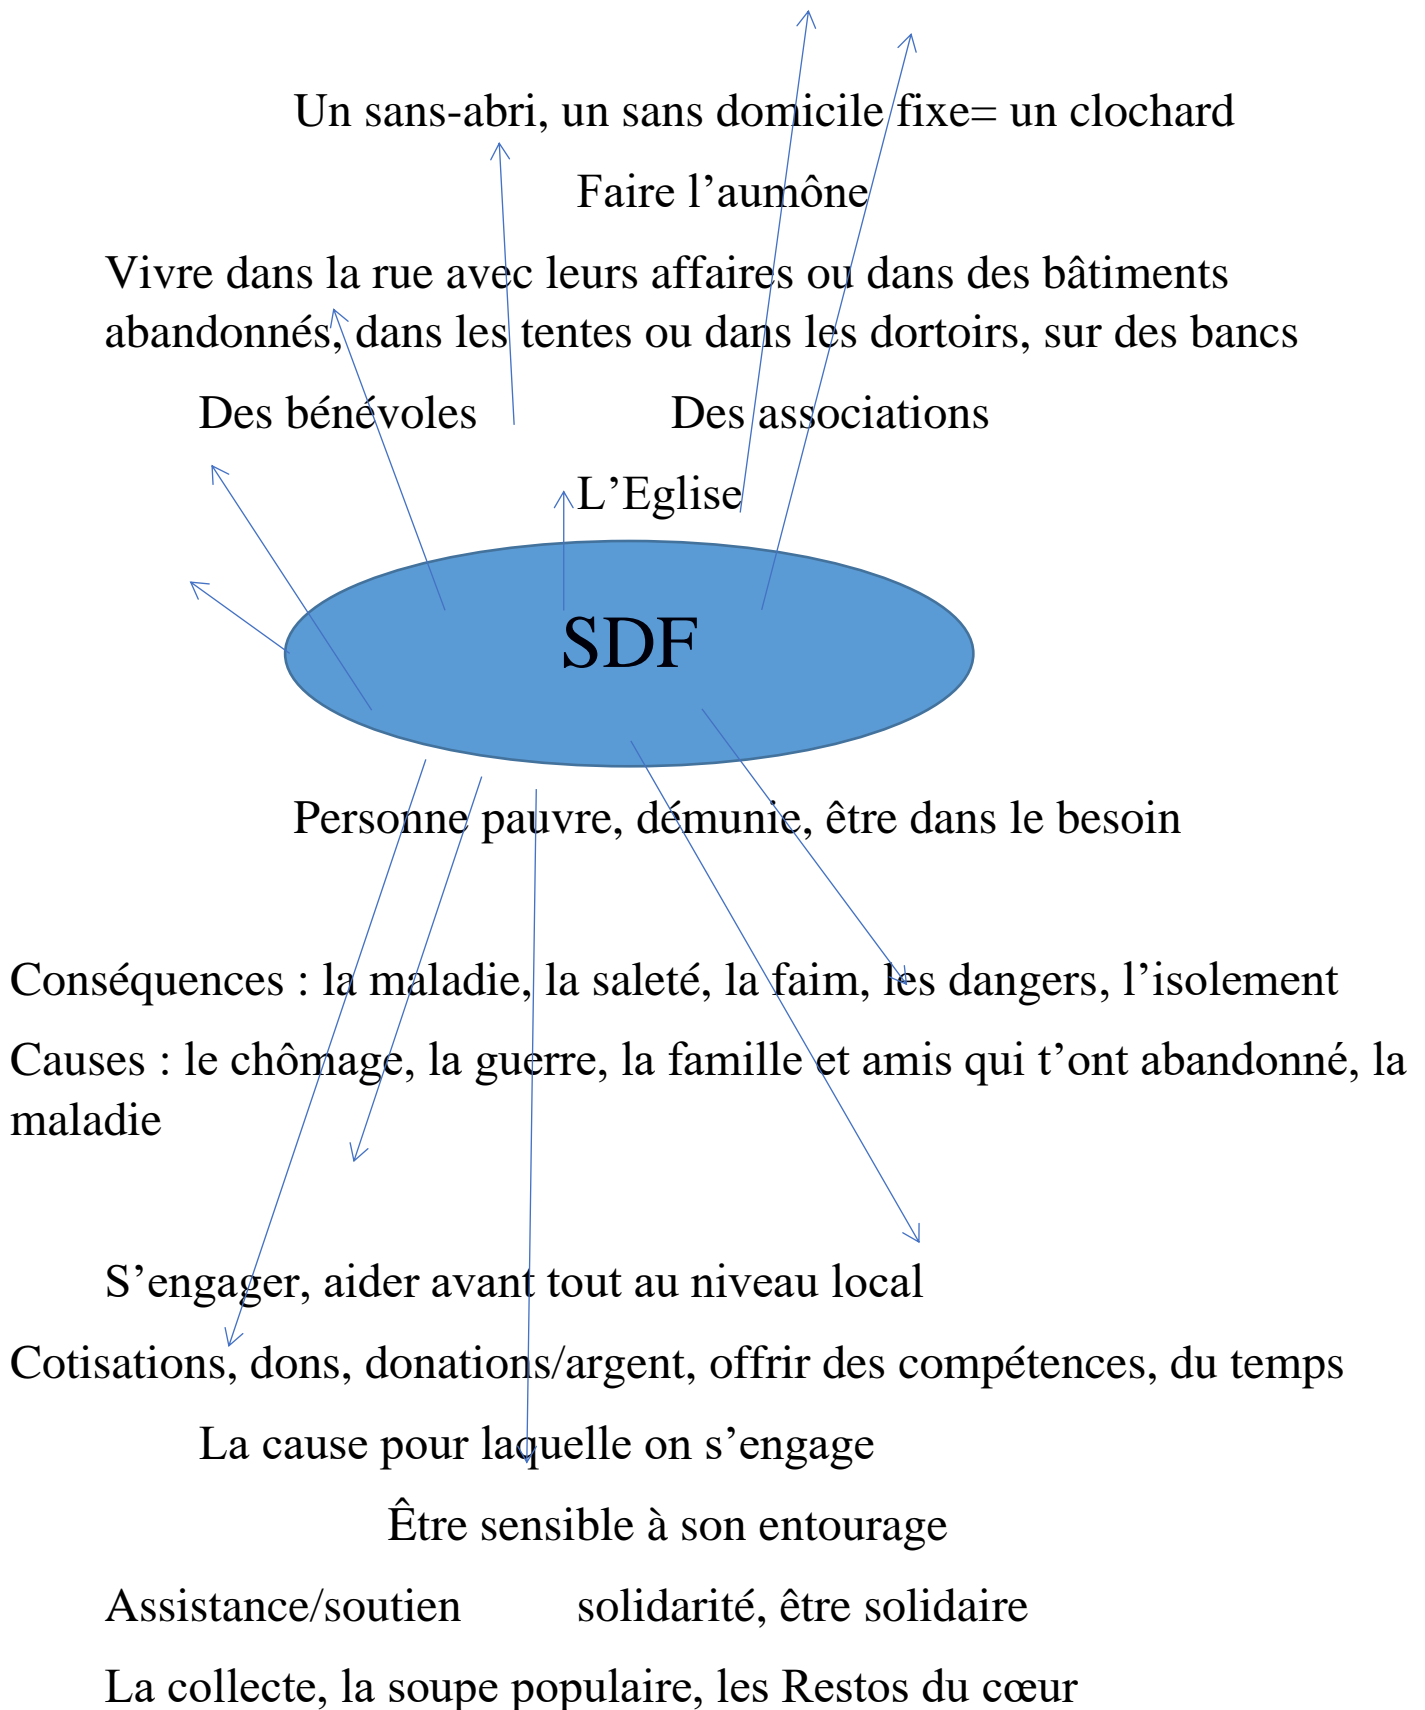 Un sans-abri, un sans domicile fixe= un clochard
Faire l’aumône
Vivre dans la rue avec leurs affaires ou dans des bâtiments
abandonnés, dans les tentes ou dans les dortoirs, sur des bancs
Des bénévoles Des associations
L’Eglise
SDF
Personne pauvre, démunie, être dans le besoin
Conséquences : la maladie, la saleté, la faim, les dangers, l’isolement
Causes : le chômage, la guerre, la famille et amis qui t’ont abandonné, la
maladie
S’engager, aider avant tout au niveau local
Cotisations, dons, donations/argent, offrir des compétences, du temps
La cause pour laquelle on s’engage
Être sensible à son entourage
Assistance/soutien solidarité, être solidaire
La collecte, la soupe populaire, les Restos du cœur